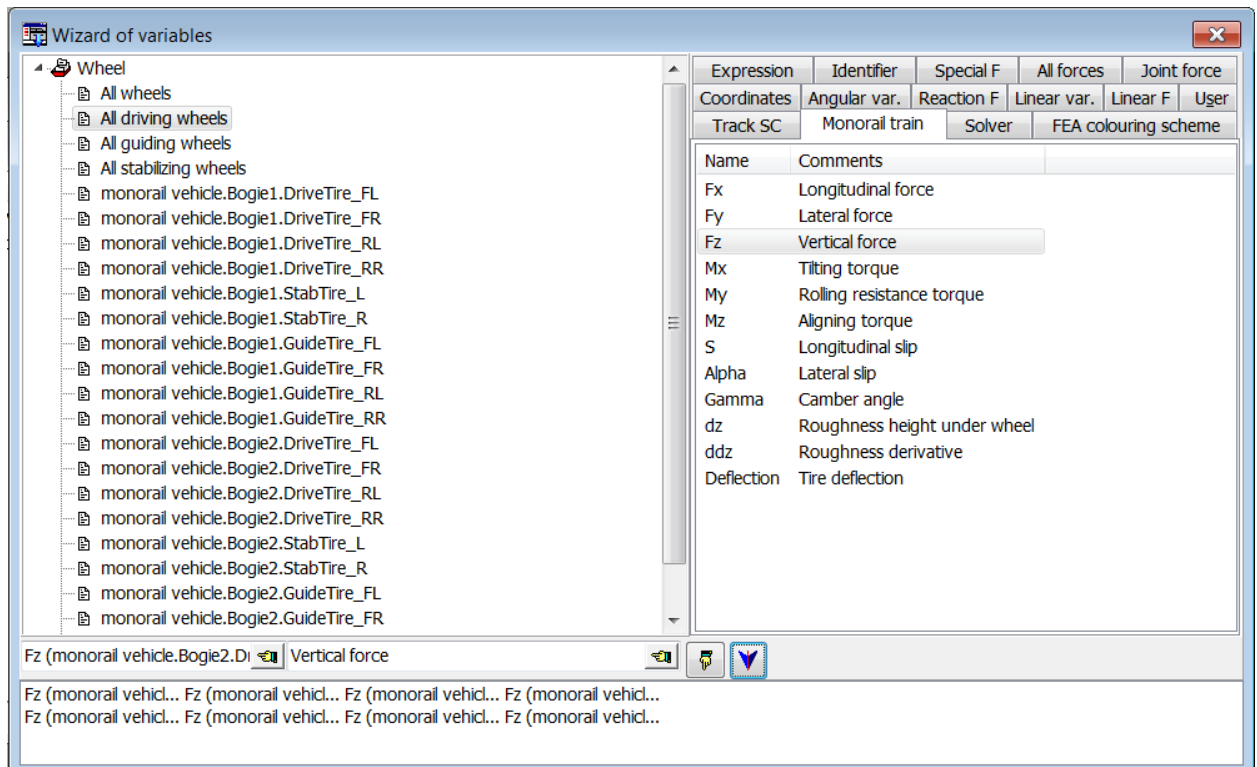 Wizard of variables
Wheel
All wheels
All driving wheels
All guiding wheels
All stabilizing wheels
monorail vehicle.Bogie1.DriveTire_FL
monorail vehicle.Bogie1.DriveTire_FR
monorail vehicle.Bogie1.DriveTire_RL
monorail vehicle.Bogie1.DriveTire_RR
monorail vehicle.Bogie1.StabTire_L
monorail vehicle.Bogie1.StabTire_R
monorail vehicle.Bogie1.GuideTire_FL
monorail vehicle.Bogie1.GuideTire_FR
monorail vehicle.Bogie1.GuideTire_RL
monorail vehicle.Bogie1.GuideTire_RR
monorail vehicle.Bogie2.DriveTire_FL
monorail vehicle.Bogie2.DriveTire_FR
monorail vehicle.Bogie2.DriveTire_RL
monorail vehicle.Bogie2.DriveTire_RR
monorail vehicle.Bogie2.StabTire_L
monorail vehicle.Bogie2.StabTire_R
monorail vehicle.Bogie2.GuideTire_FL
monorail vehicle.Bogie2.GuideTire_FR
Expression Identifier Special F All forces Joint force
Coordinates Angular var. Reaction F Linear var. Linear F User
Track SC Monorail train Solver FEA colouring scheme
Name Comments
Fx Longitudinal force
Fy Lateral force
Fz Vertical force
Mx Tilting torque
My Rolling resistance torque
Mz Aligning torque
S Longitudinal slip
Alpha Lateral slip
Gamma Camber angle
dz Roughness height under wheel
ddz Roughness derivative
Deflection Tire deflection
Fz (monorail vehicle.Bogie2.Di Vertical force
Fz (monorail vehicl... Fz (monorail vehicl... Fz (monorail vehicl... Fz (monorail vehicl...
Fz (monorail vehicl... Fz (monorail vehicl... Fz (monorail vehicl... Fz (monorail vehicl...